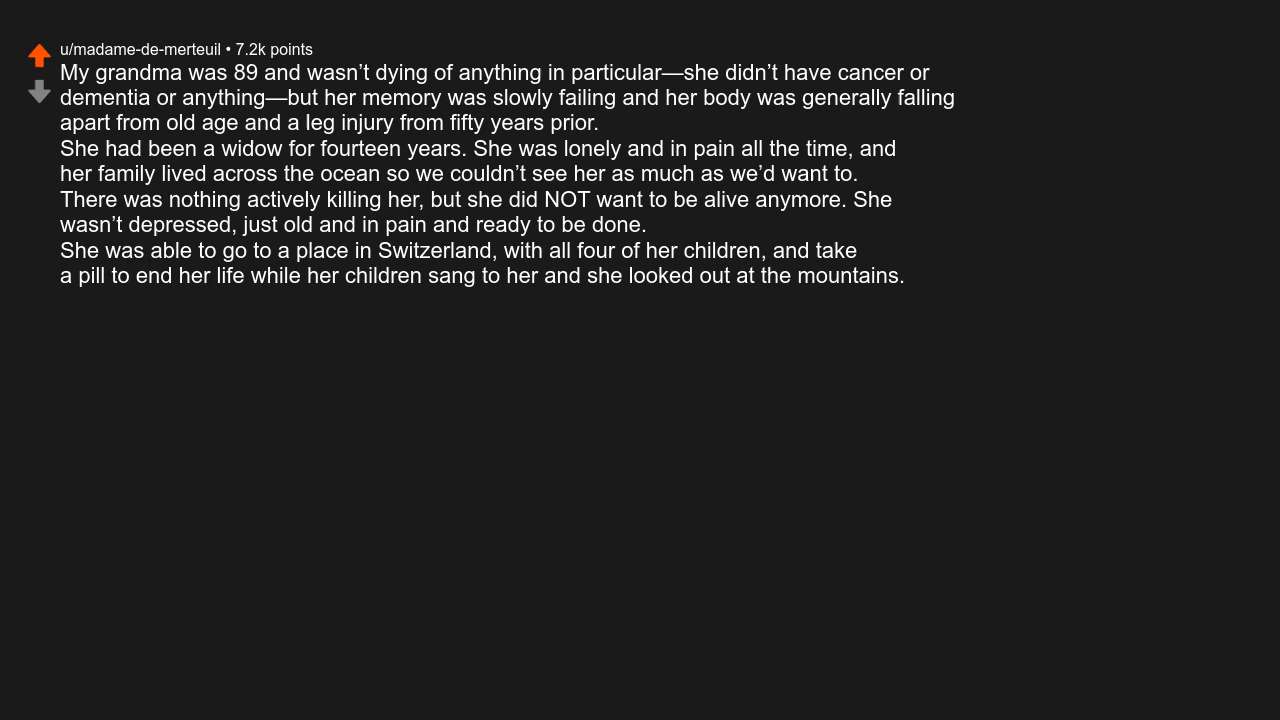 u/madame-de-merteuil • 7.2k points
My grandma was 89 and wasn’t dying of anything in particular—she didn’t have cancer or
dementia or anything—but her memory was slowly failing and her body was generally falling
apart from old age and a leg injury from fifty years prior.
She had been a widow for fourteen years. She was lonely and in pain all the time, and
her family lived across the ocean so we couldn’t see her as much as we’d want to.
There was nothing actively killing her, but she did NOT want to be alive anymore. She
wasn’t depressed, just old and in pain and ready to be done.
She was able to go to a place in Switzerland, with all four of her children, and take
a pill to end her life while her children sang to her and she looked out at the mountains.